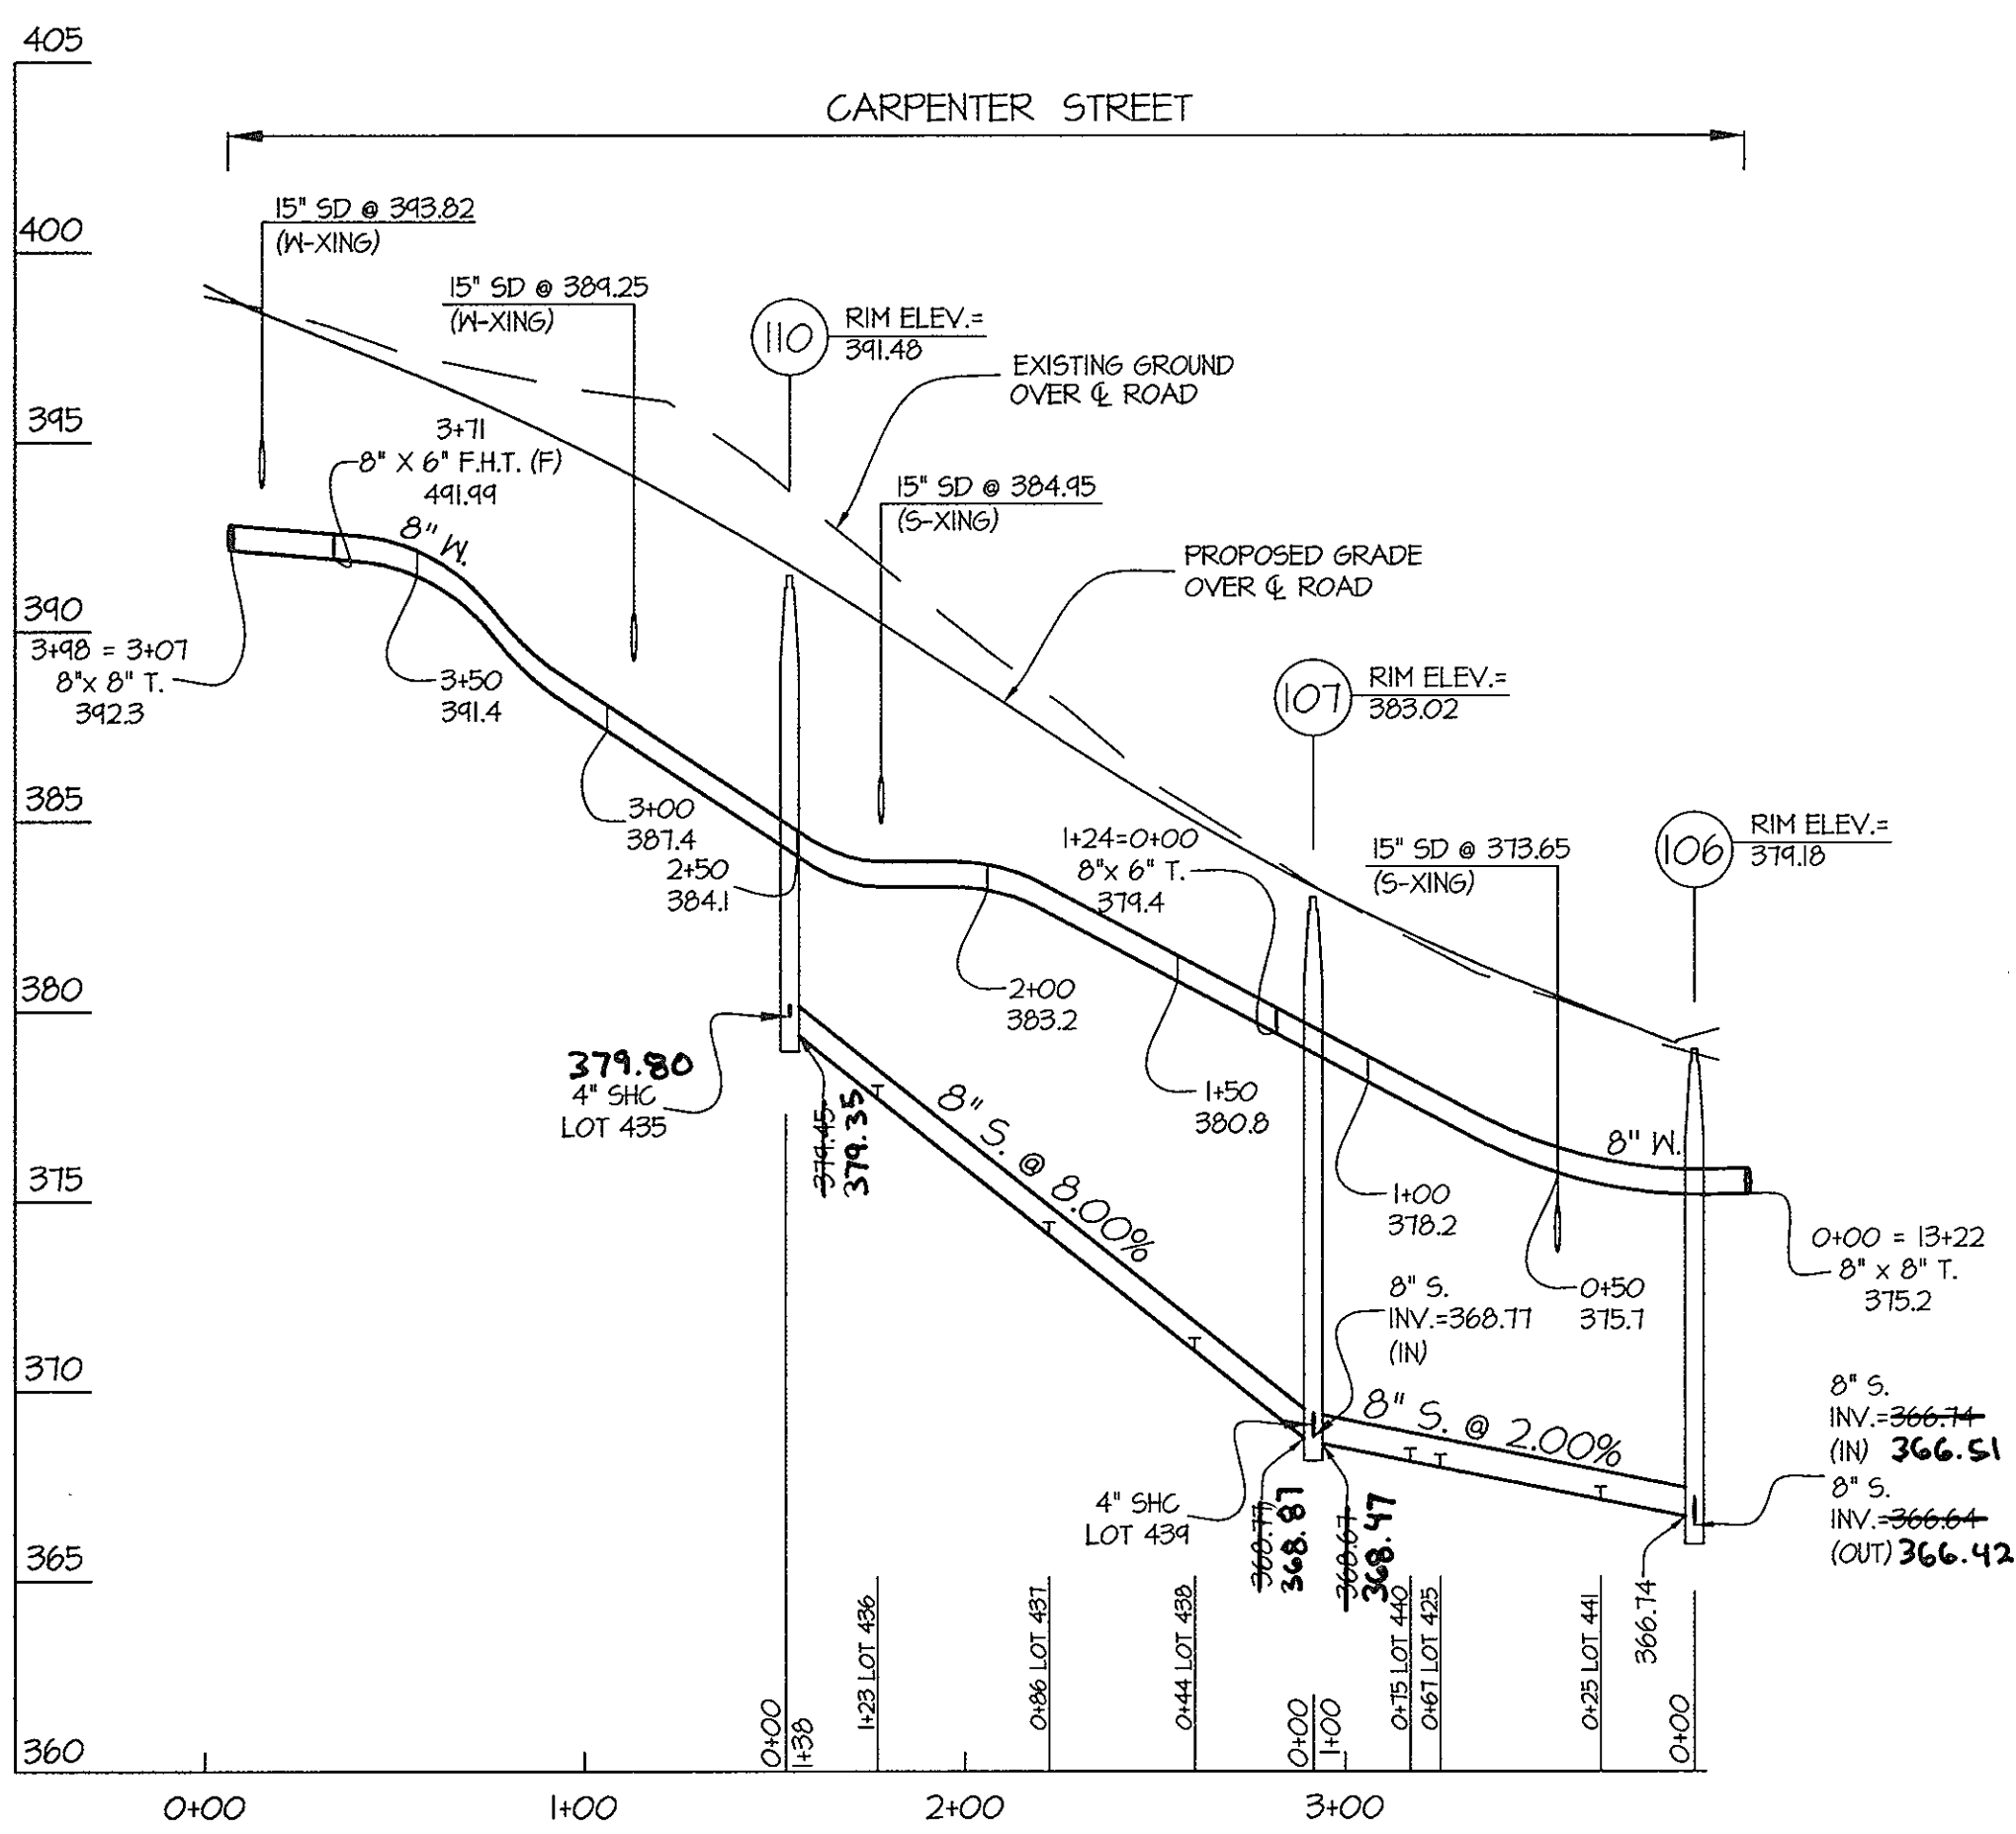 405
CARPENTER STREET
15" SD @ 393.82
(W-XING)
400
15" SD @ 389.25
(W-XING)
110
RIM ELEV.=
391.48
EXISTING GROUND
OVER ℄ ROAD
395
3+71
8" X 6" F.H.T. (F)
491.99
8" W.
15" SD @ 384.95
(S-XING)
PROPOSED GRADE
OVER ℄ ROAD
390
3+98 = 3+07
8"x 8" T.
392.3
3+50
391.4
107
RIM ELEV.=
383.02
385
3+00
387.4
2+50
384.1
1+24=0+00
8"x 6" T.
379.4
15" SD @ 373.65
(S-XING)
106
RIM ELEV.=
379.18
380
2+00
383.2
379.80
4" SHC
LOT 435
379.45
379.35
8" S. @ 8.00%
1+50
380.8
8" W.
375
1+00
378.2
0+50
375.7
0+00 = 13+22
8" x 8" T.
375.2
8" S.
INV.=368.77
(IN)
370
8" S. @ 2.00%
8" S.
INV.=366.74
(IN) 366.51
8" S.
INV.=366.64
(OUT) 366.42
4" SHC
LOT 439
368.77
368.87
368.67
368.47
365
366.74
0+00
1+38
1+23 LOT 436
0+86 LOT 437
0+44 LOT 438
0+00
1+00
0+75 LOT 440
0+67 LOT 425
0+25 LOT 441
0+00
360
0+00
1+00
2+00
3+00